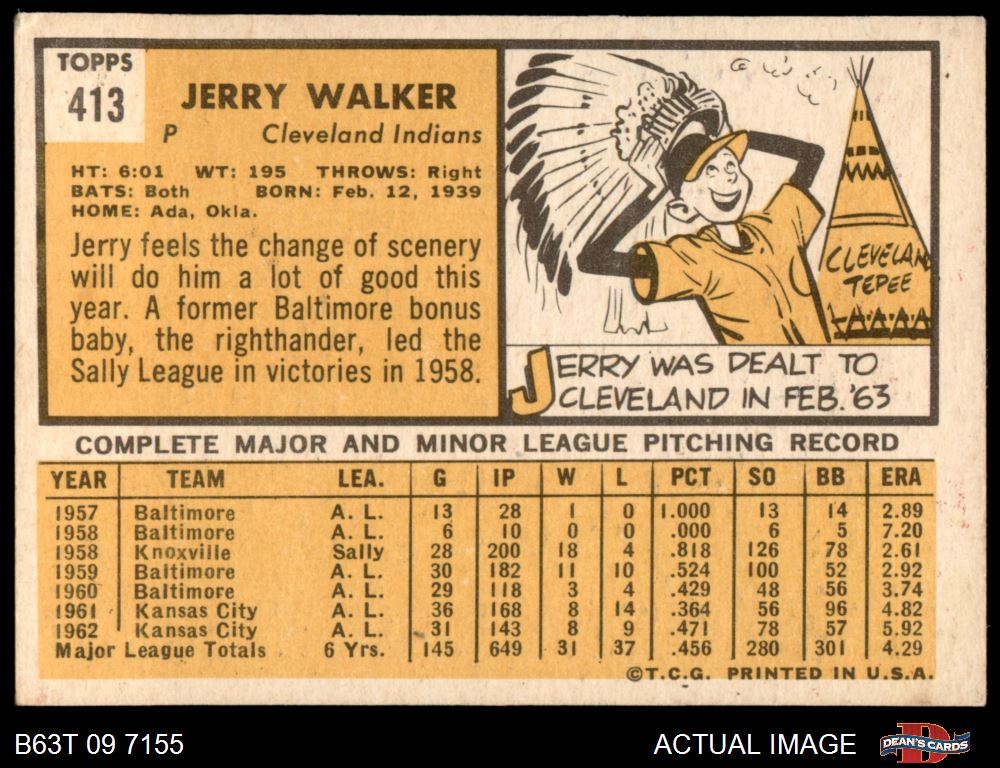 TOPPS
413
JERRY WALKER
P Cleveland Indians
HT: 6:01 WT: 195 THROWS: Right
BATS: Both BORN: Feb. 12, 1939
HOME: Ada, Okla.
Jerry feels the change of scenery
will do him a lot of good this
year. A former Baltimore bonus
baby, the righthander, led the
Sally League in victories in 1958.
CLEVELAND
TEPEE
JERRY WAS DEALT TO
CLEVELAND IN FEB. '63
COMPLETE MAJOR AND MINOR LEAGUE PITCHING RECORD
YEAR TEAM LEA. G IP W L PCT SO BB ERA
1957 Baltimore A. L. 13 28 1 0 1.000 13 14 2.89
1958 Baltimore A. L. 6 10 0 0 .000 6 5 7.20
1958 Knoxville Sally 28 200 18 4 .818 126 78 2.61
1959 Baltimore A. L. 30 182 11 10 .524 100 52 2.92
1960 Baltimore A. L. 29 118 3 4 .429 48 56 3.74
1961 Kansas City A. L. 36 168 8 14 .364 56 96 4.82
1962 Kansas City A. L. 31 143 8 9 .471 78 57 5.92
Major League Totals 6 Yrs. 145 649 31 37 .456 280 301 4.29
©T.C.G. PRINTED IN U.S.A.
B63T 09 7155
ACTUAL IMAGE
DEAN'S CARDS